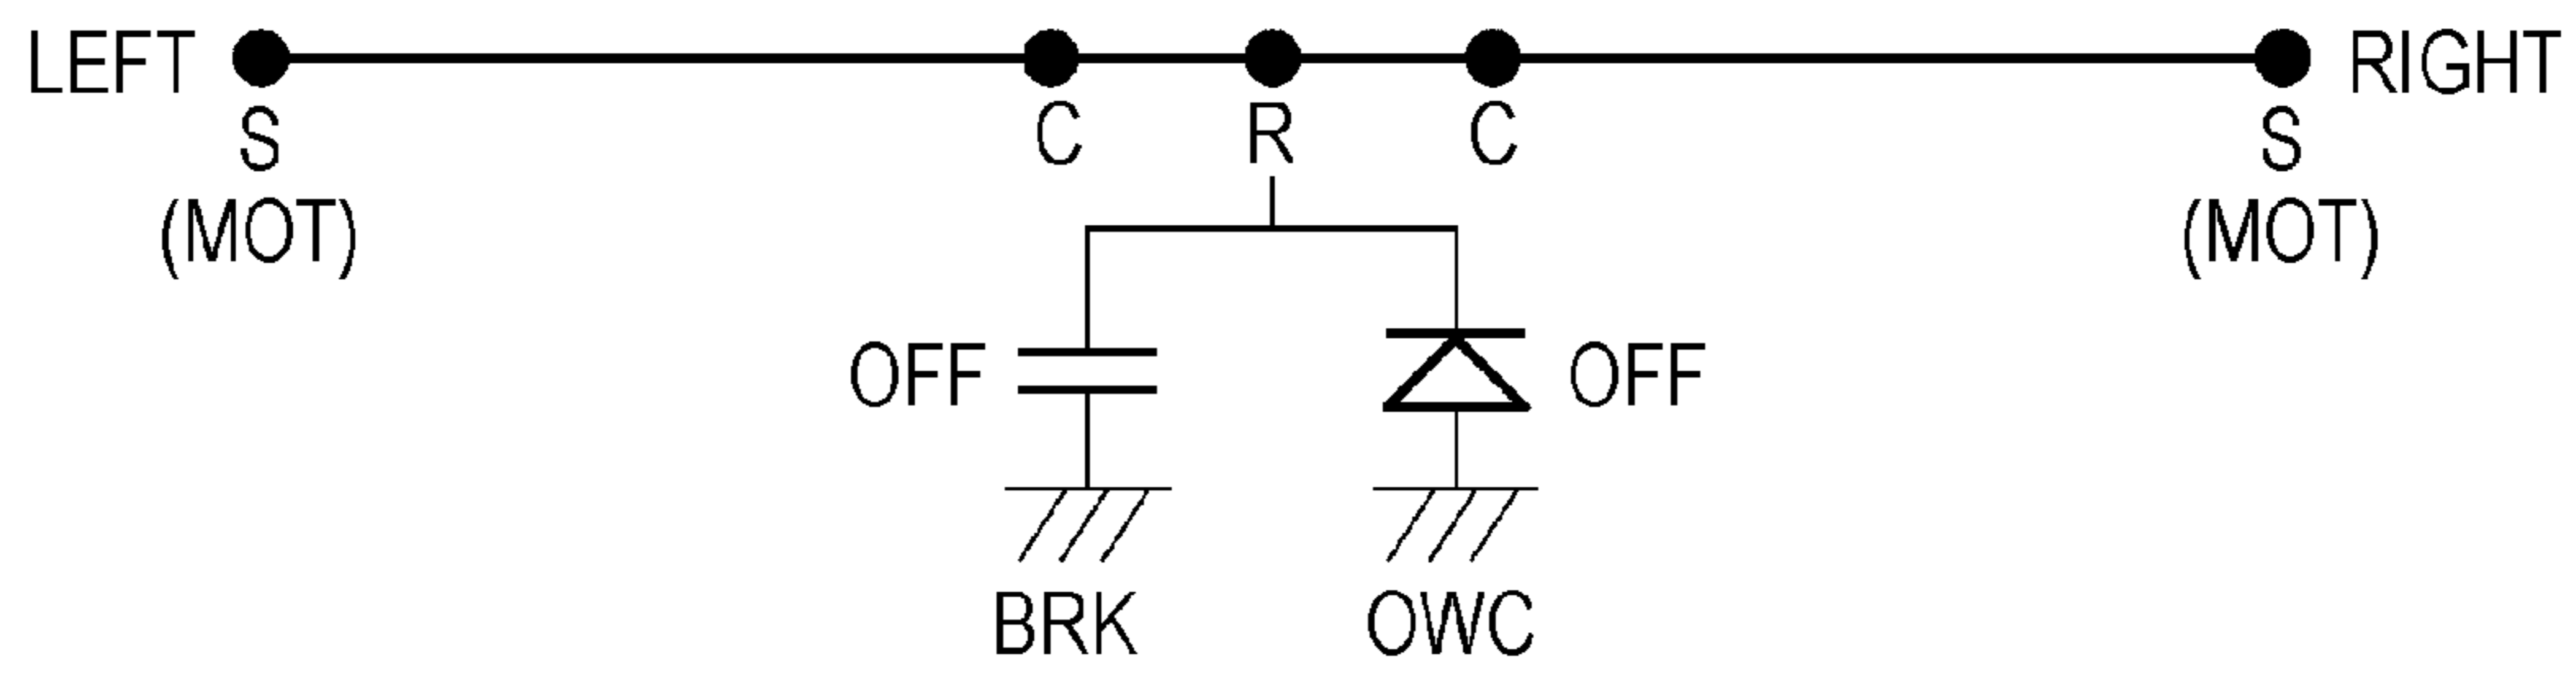 LEFT RIGHT
S C R C S
(MOT) (MOT)
OFF OFF
BRK OWC